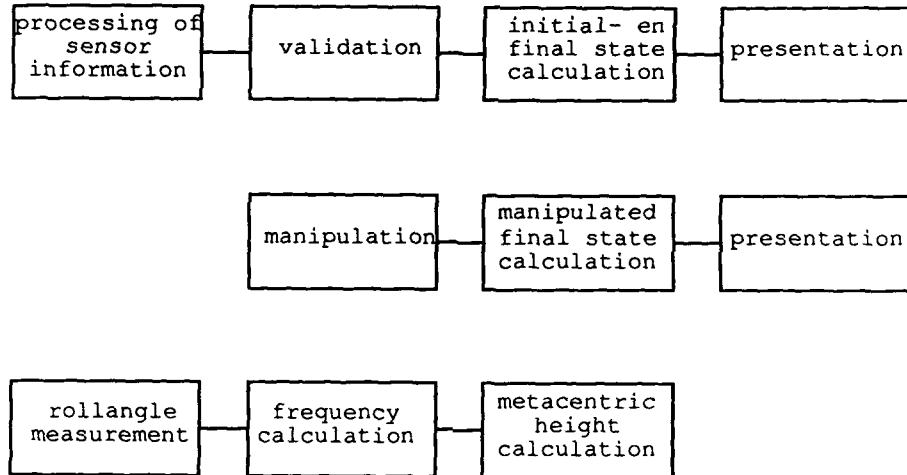 processing of
sensor
information
validation
initial- en
final state
calculation
presentation
manipulation
manipulated
final state
calculation
presentation
rollangle
measurement
frequency
calculation
metacentric
height
calculation